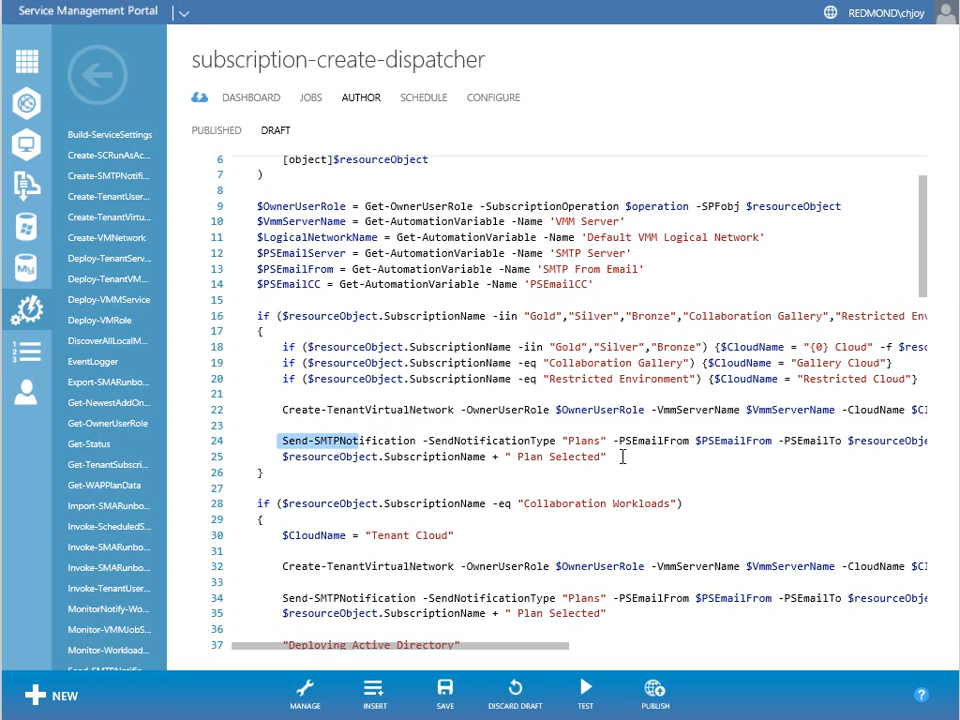 Service Management Portal
REDMOND\chjoy
subscription-create-dispatcher
DASHBOARD JOBS AUTHOR SCHEDULE CONFIGURE
PUBLISHED DRAFT
Build-ServiceSettings
Create-SCRunAsAc...
Create-SMTPNotifi...
Create-TenantUser...
Create-TenantVirtu...
Create-VMNetwork
Deploy-TenantServ...
Deploy-TenantVM...
Deploy-VMMService
Deploy-VMRole
DiscoverAllLocalM...
EventLogger
Export-SMARunbo...
Get-NewestAddOn...
Get-OwnerUserRole
Get-Status
Get-TenantSubscri...
Get-WAPPlanData
Import-SMARunbo...
Invoke-ScheduledS...
Invoke-SMARunbo...
Invoke-SMARunbo...
Invoke-TenantUser...
MonitorNotify-Wo...
Monitor-VMMJobS...
Monitor-Workload...
Send-SMTPNotific...
6 [object]$resourceObject
7 )
8
9 $OwnerUserRole = Get-OwnerUserRole -SubscriptionOperation $operation -SPFobj $resourceObject
10 $VmmServerName = Get-AutomationVariable -Name 'VMM Server'
11 $LogicalNetworkName = Get-AutomationVariable -Name 'Default VMM Logical Network'
12 $PSEmailServer = Get-AutomationVariable -Name 'SMTP Server'
13 $PSEmailFrom = Get-AutomationVariable -Name 'SMTP From Email'
14 $PSEmailCC = Get-AutomationVariable -Name 'PSEmailCC'
15
16 if ($resourceObject.SubscriptionName -iin "Gold","Silver","Bronze","Collaboration Gallery","Restricted Env
17 {
18 if ($resourceObject.SubscriptionName -iin "Gold","Silver","Bronze") {$CloudName = "{0} Cloud" -f $reso
19 if ($resourceObject.SubscriptionName -eq "Collaboration Gallery") {$CloudName = "Gallery Cloud"}
20 if ($resourceObject.SubscriptionName -eq "Restricted Environment") {$CloudName = "Restricted Cloud"}
21
22 Create-TenantVirtualNetwork -OwnerUserRole $OwnerUserRole -VmmServerName $VmmServerName -CloudName $Cl
23
24 Send-SMTPNotification -SendNotificationType "Plans" -PSEmailFrom $PSEmailFrom -PSEmailTo $resourceObje
25 $resourceObject.SubscriptionName + " Plan Selected"
26 }
27
28 if ($resourceObject.SubscriptionName -eq "Collaboration Workloads")
29 {
30 $CloudName = "Tenant Cloud"
31
32 Create-TenantVirtualNetwork -OwnerUserRole $OwnerUserRole -VmmServerName $VmmServerName -CloudName $Cl
33
34 Send-SMTPNotification -SendNotificationType "Plans" -PSEmailFrom $PSEmailFrom -PSEmailTo $resourceObje
35 $resourceObject.SubscriptionName + " Plan Selected"
36
37 "Deploying Active Directory"
NEW
MANAGE INSERT SAVE DISCARD DRAFT TEST PUBLISH
?